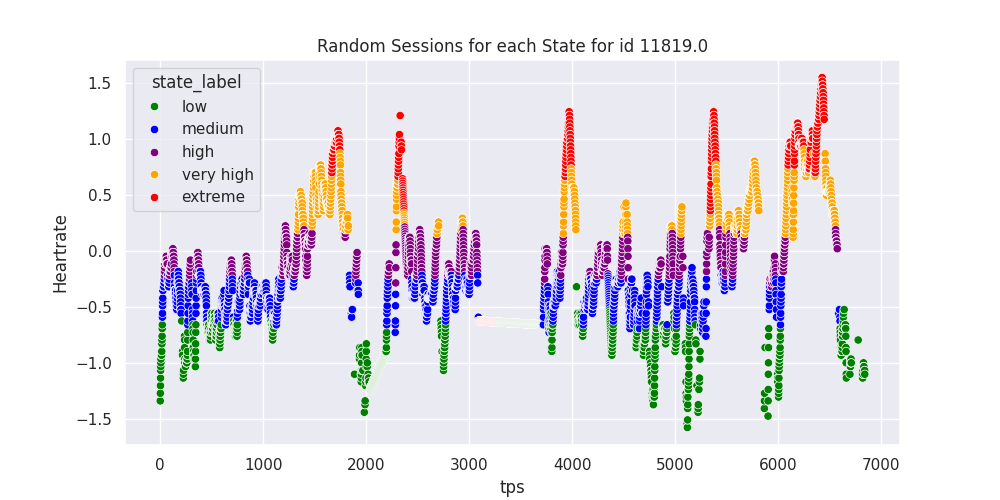 Random Sessions for each State for id 11819.0
state_label
low
medium
high
very high
extreme
1.5
1.0
0.5
0.0
−0.5
−1.0
−1.5
Heartrate
0 1000 2000 3000 4000 5000 6000 7000
tps